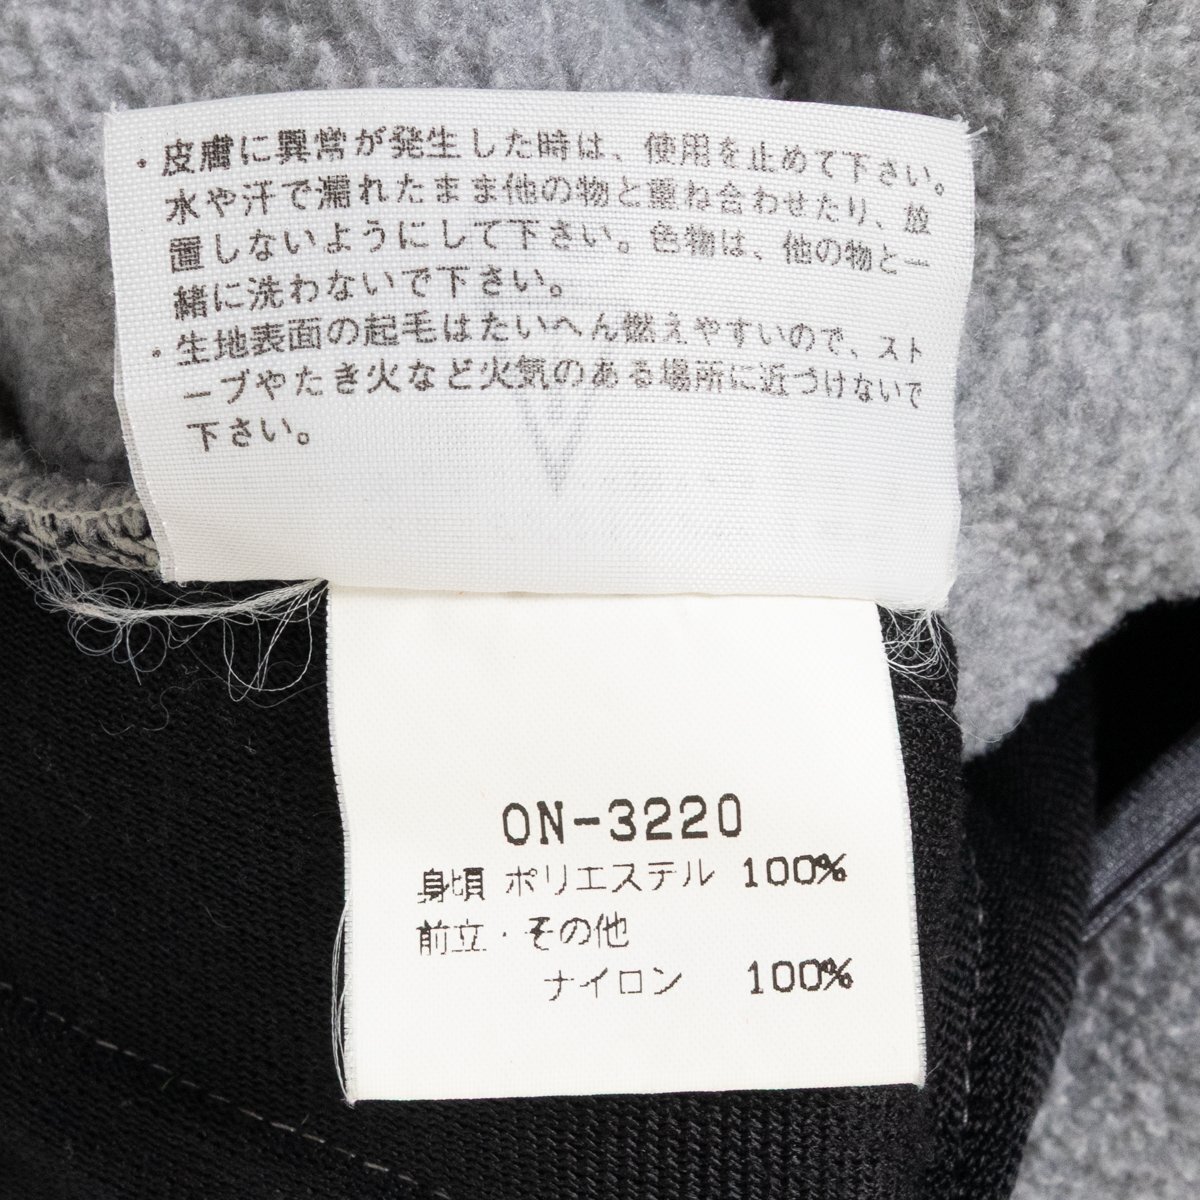 ・皮膚に異常が発生した時は、使用を止めて下さい。
水や汗で濡れたまま他の物と重ね合わせたり、放
置しないようにして下さい。色物は、他の物と一
緒に洗わないで下さい。
・生地表面の起毛はたいへん燃えやすいので、スト
ーブやたき火など火気のある場所に近づけないで
下さい。
ON-3220
身頃 ポリエステル 100%
前立・その他
ナイロン 100%